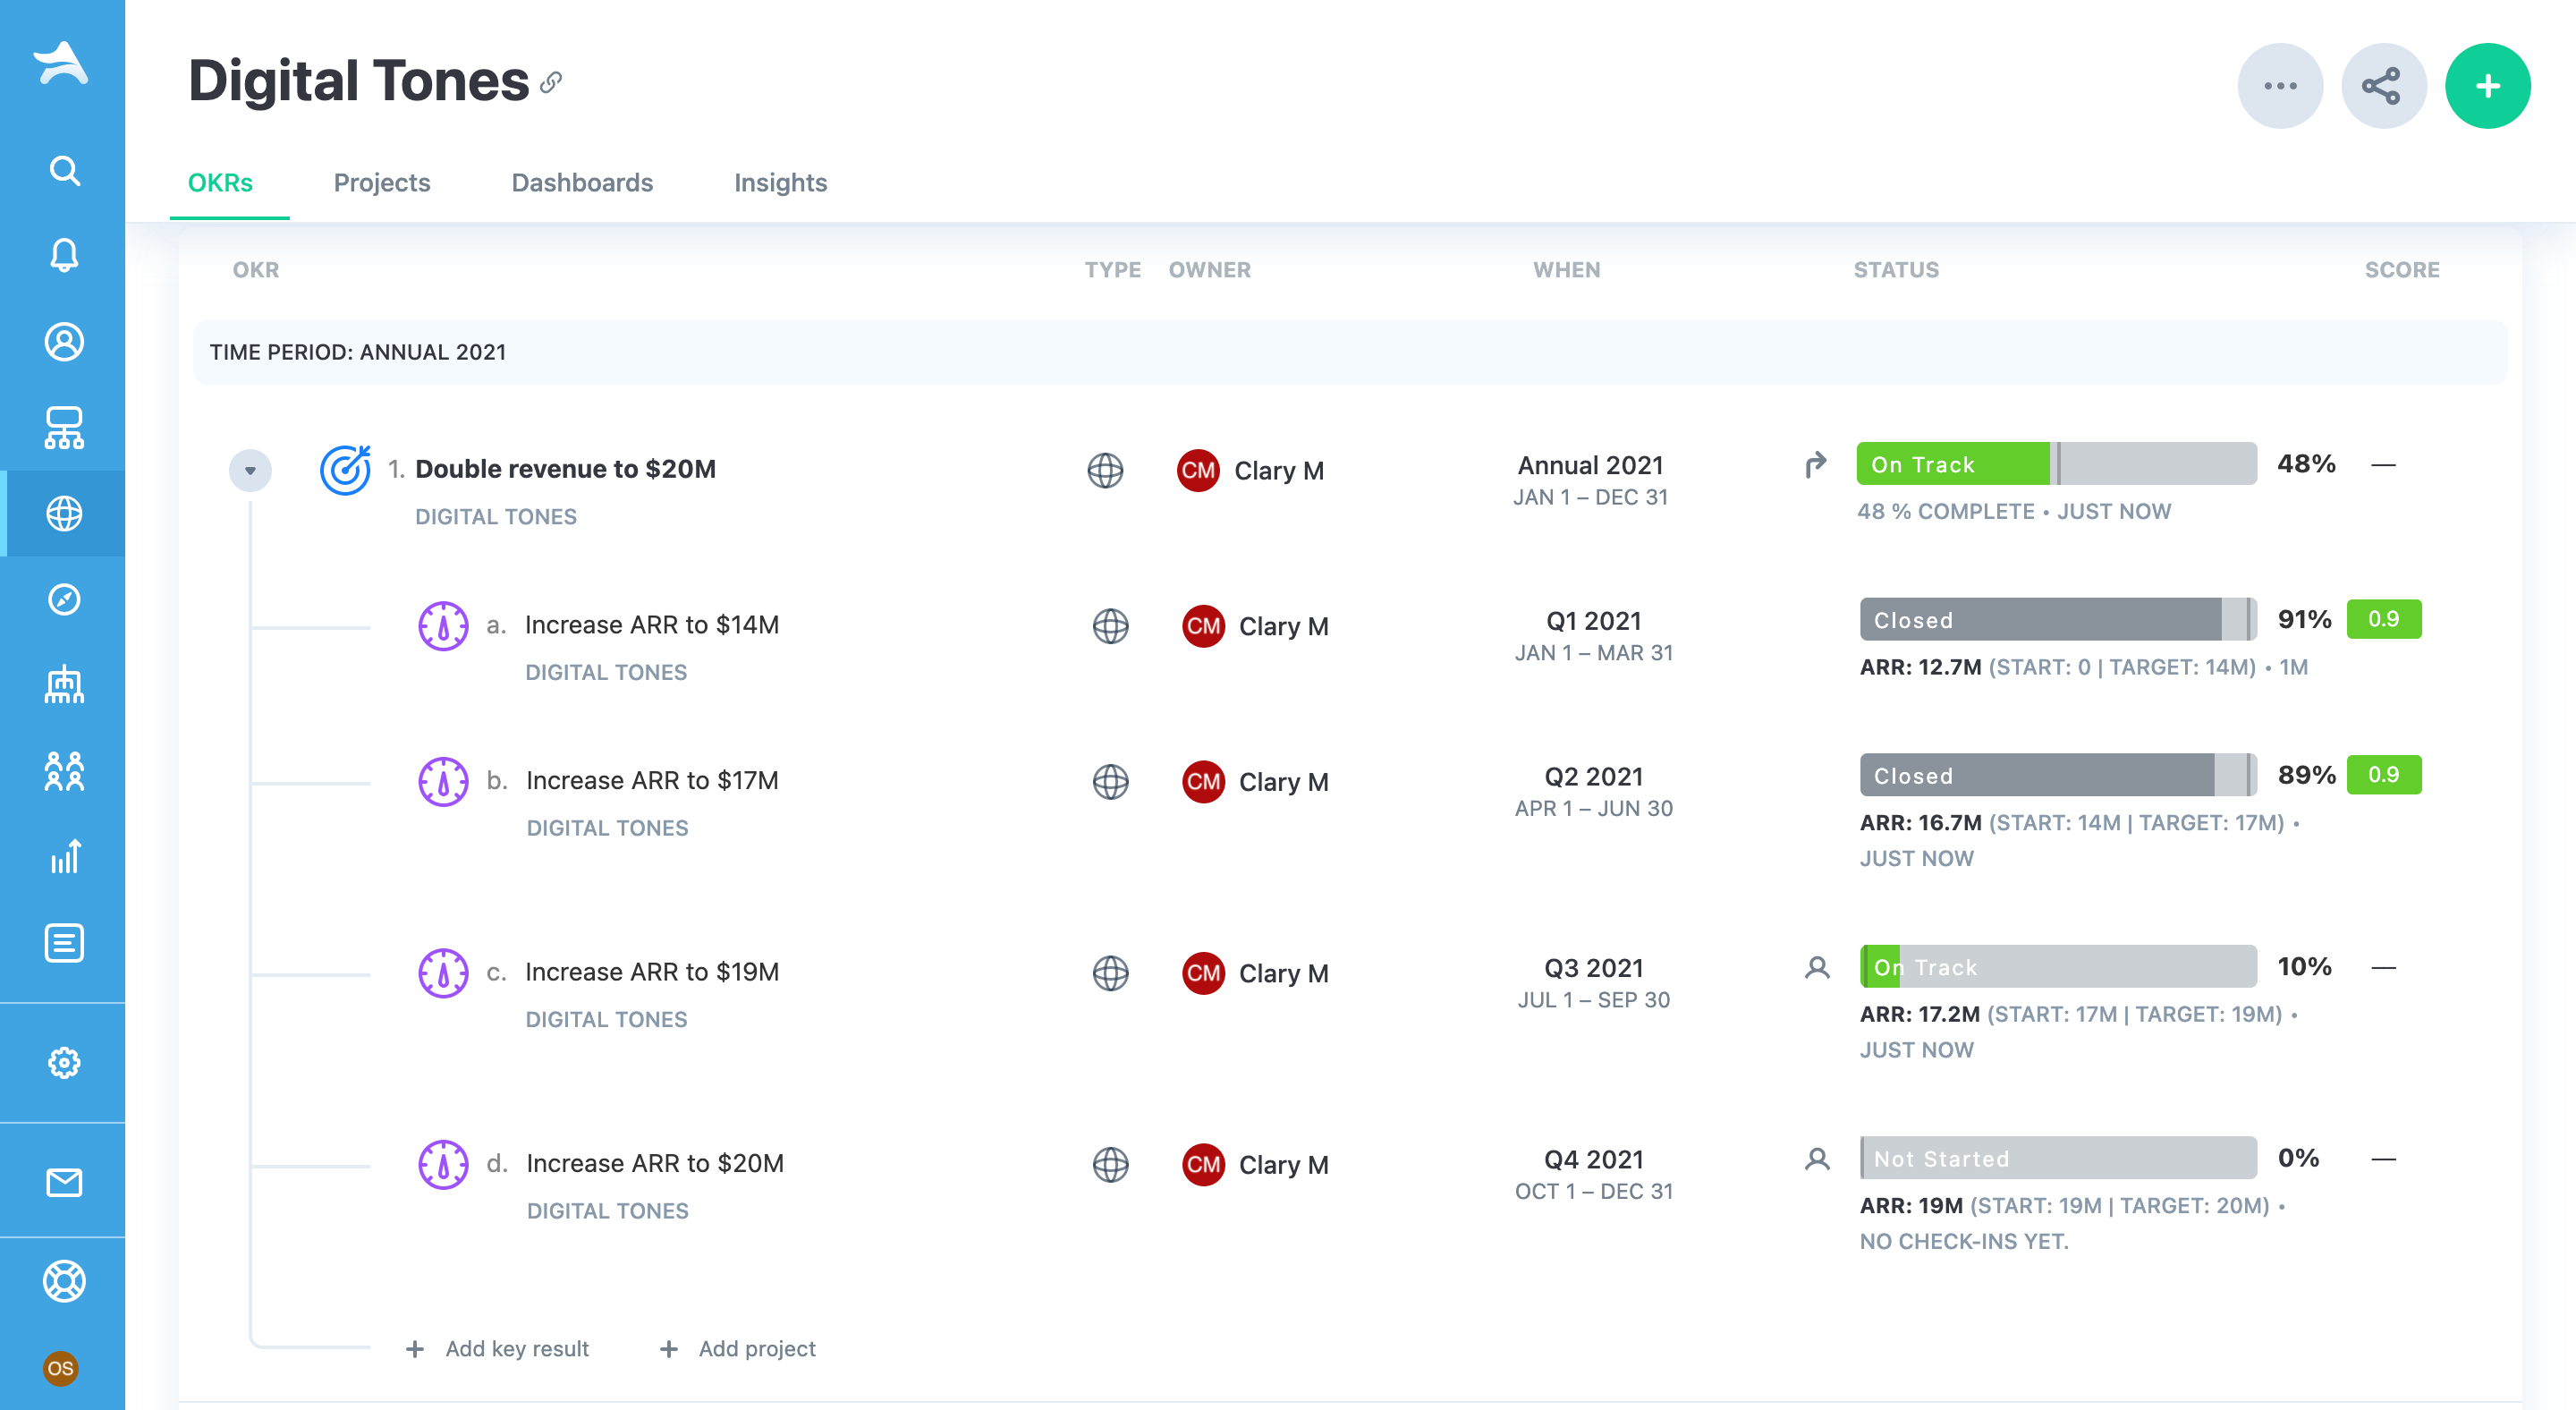 Digital Tones
OKRs Projects Dashboards Insights
OKR TYPE OWNER WHEN STATUS SCORE
TIME PERIOD: ANNUAL 2021
1. Double revenue to $20M CM Clary M Annual 2021 On Track 48% —
DIGITAL TONES JAN 1 – DEC 31 48 % COMPLETE • JUST NOW
a. Increase ARR to $14M CM Clary M Q1 2021 Closed 91% 0.9
DIGITAL TONES JAN 1 – MAR 31 ARR: 12.7M (START: 0 | TARGET: 14M) • 1M
b. Increase ARR to $17M CM Clary M Q2 2021 Closed 89% 0.9
DIGITAL TONES APR 1 – JUN 30 ARR: 16.7M (START: 14M | TARGET: 17M) •
JUST NOW
c. Increase ARR to $19M CM Clary M Q3 2021 On Track 10% —
DIGITAL TONES JUL 1 – SEP 30 ARR: 17.2M (START: 17M | TARGET: 19M) •
JUST NOW
d. Increase ARR to $20M CM Clary M Q4 2021 Not Started 0% —
DIGITAL TONES OCT 1 – DEC 31 ARR: 19M (START: 19M | TARGET: 20M) •
NO CHECK-INS YET.
+ Add key result + Add project
OS